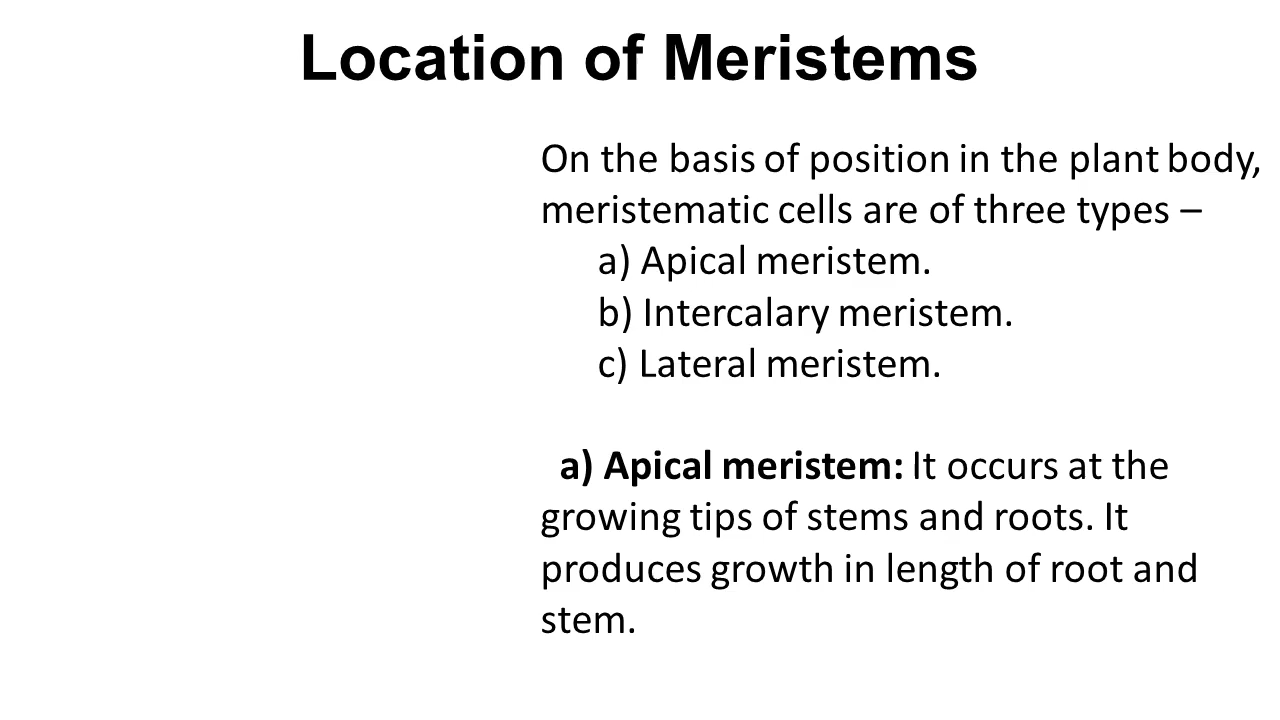 Location of Meristems
On the basis of position in the plant body,
meristematic cells are of three types –
a) Apical meristem.
b) Intercalary meristem.
c) Lateral meristem.
a) Apical meristem: It occurs at the
growing tips of stems and roots. It
produces growth in length of root and
stem.